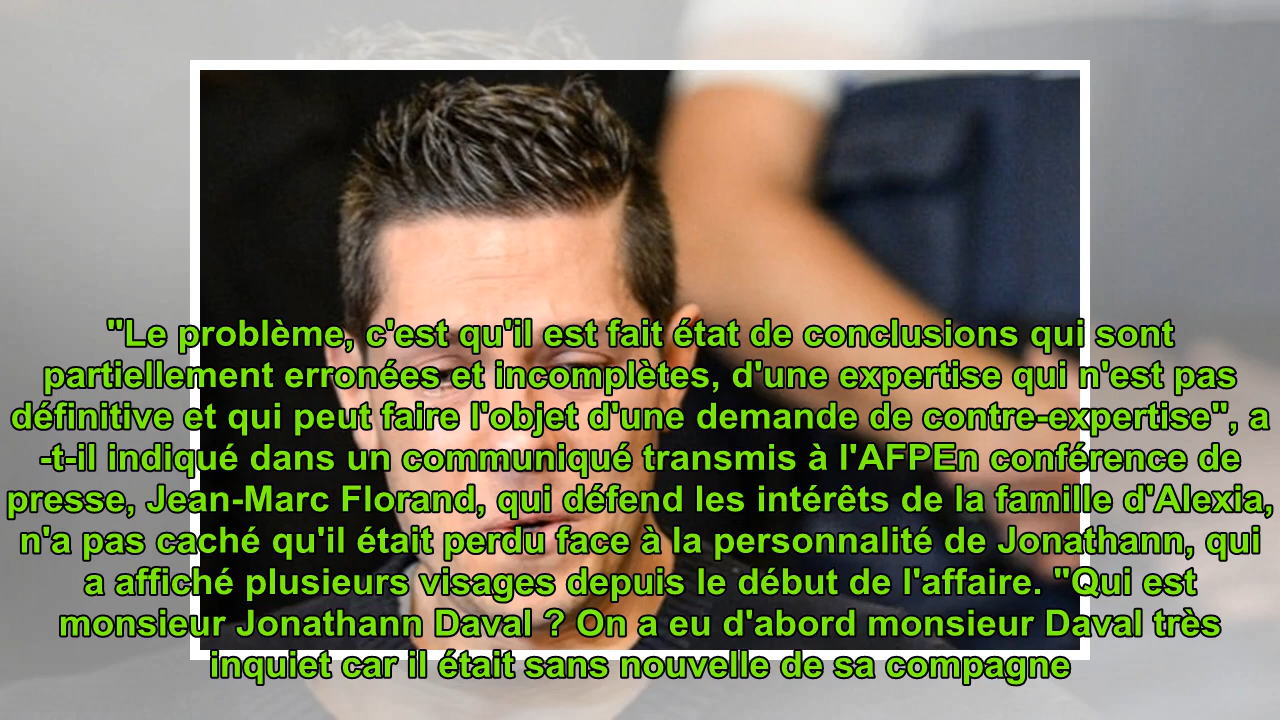 "Le problème, c'est qu'il est fait état de conclusions qui sont
partiellement erronées et incomplètes, d'une expertise qui n'est pas
définitive et qui peut faire l'objet d'une demande de contre-expertise", a
-t-il indiqué dans un communiqué transmis à l'AFPEn conférence de
presse, Jean-Marc Florand, qui défend les intérêts de la famille d'Alexia,
n'a pas caché qu'il était perdu face à la personnalité de Jonathann, qui
a affiché plusieurs visages depuis le début de l'affaire. "Qui est
monsieur Jonathann Daval ? On a eu d'abord monsieur Daval très
inquiet car il était sans nouvelle de sa compagne